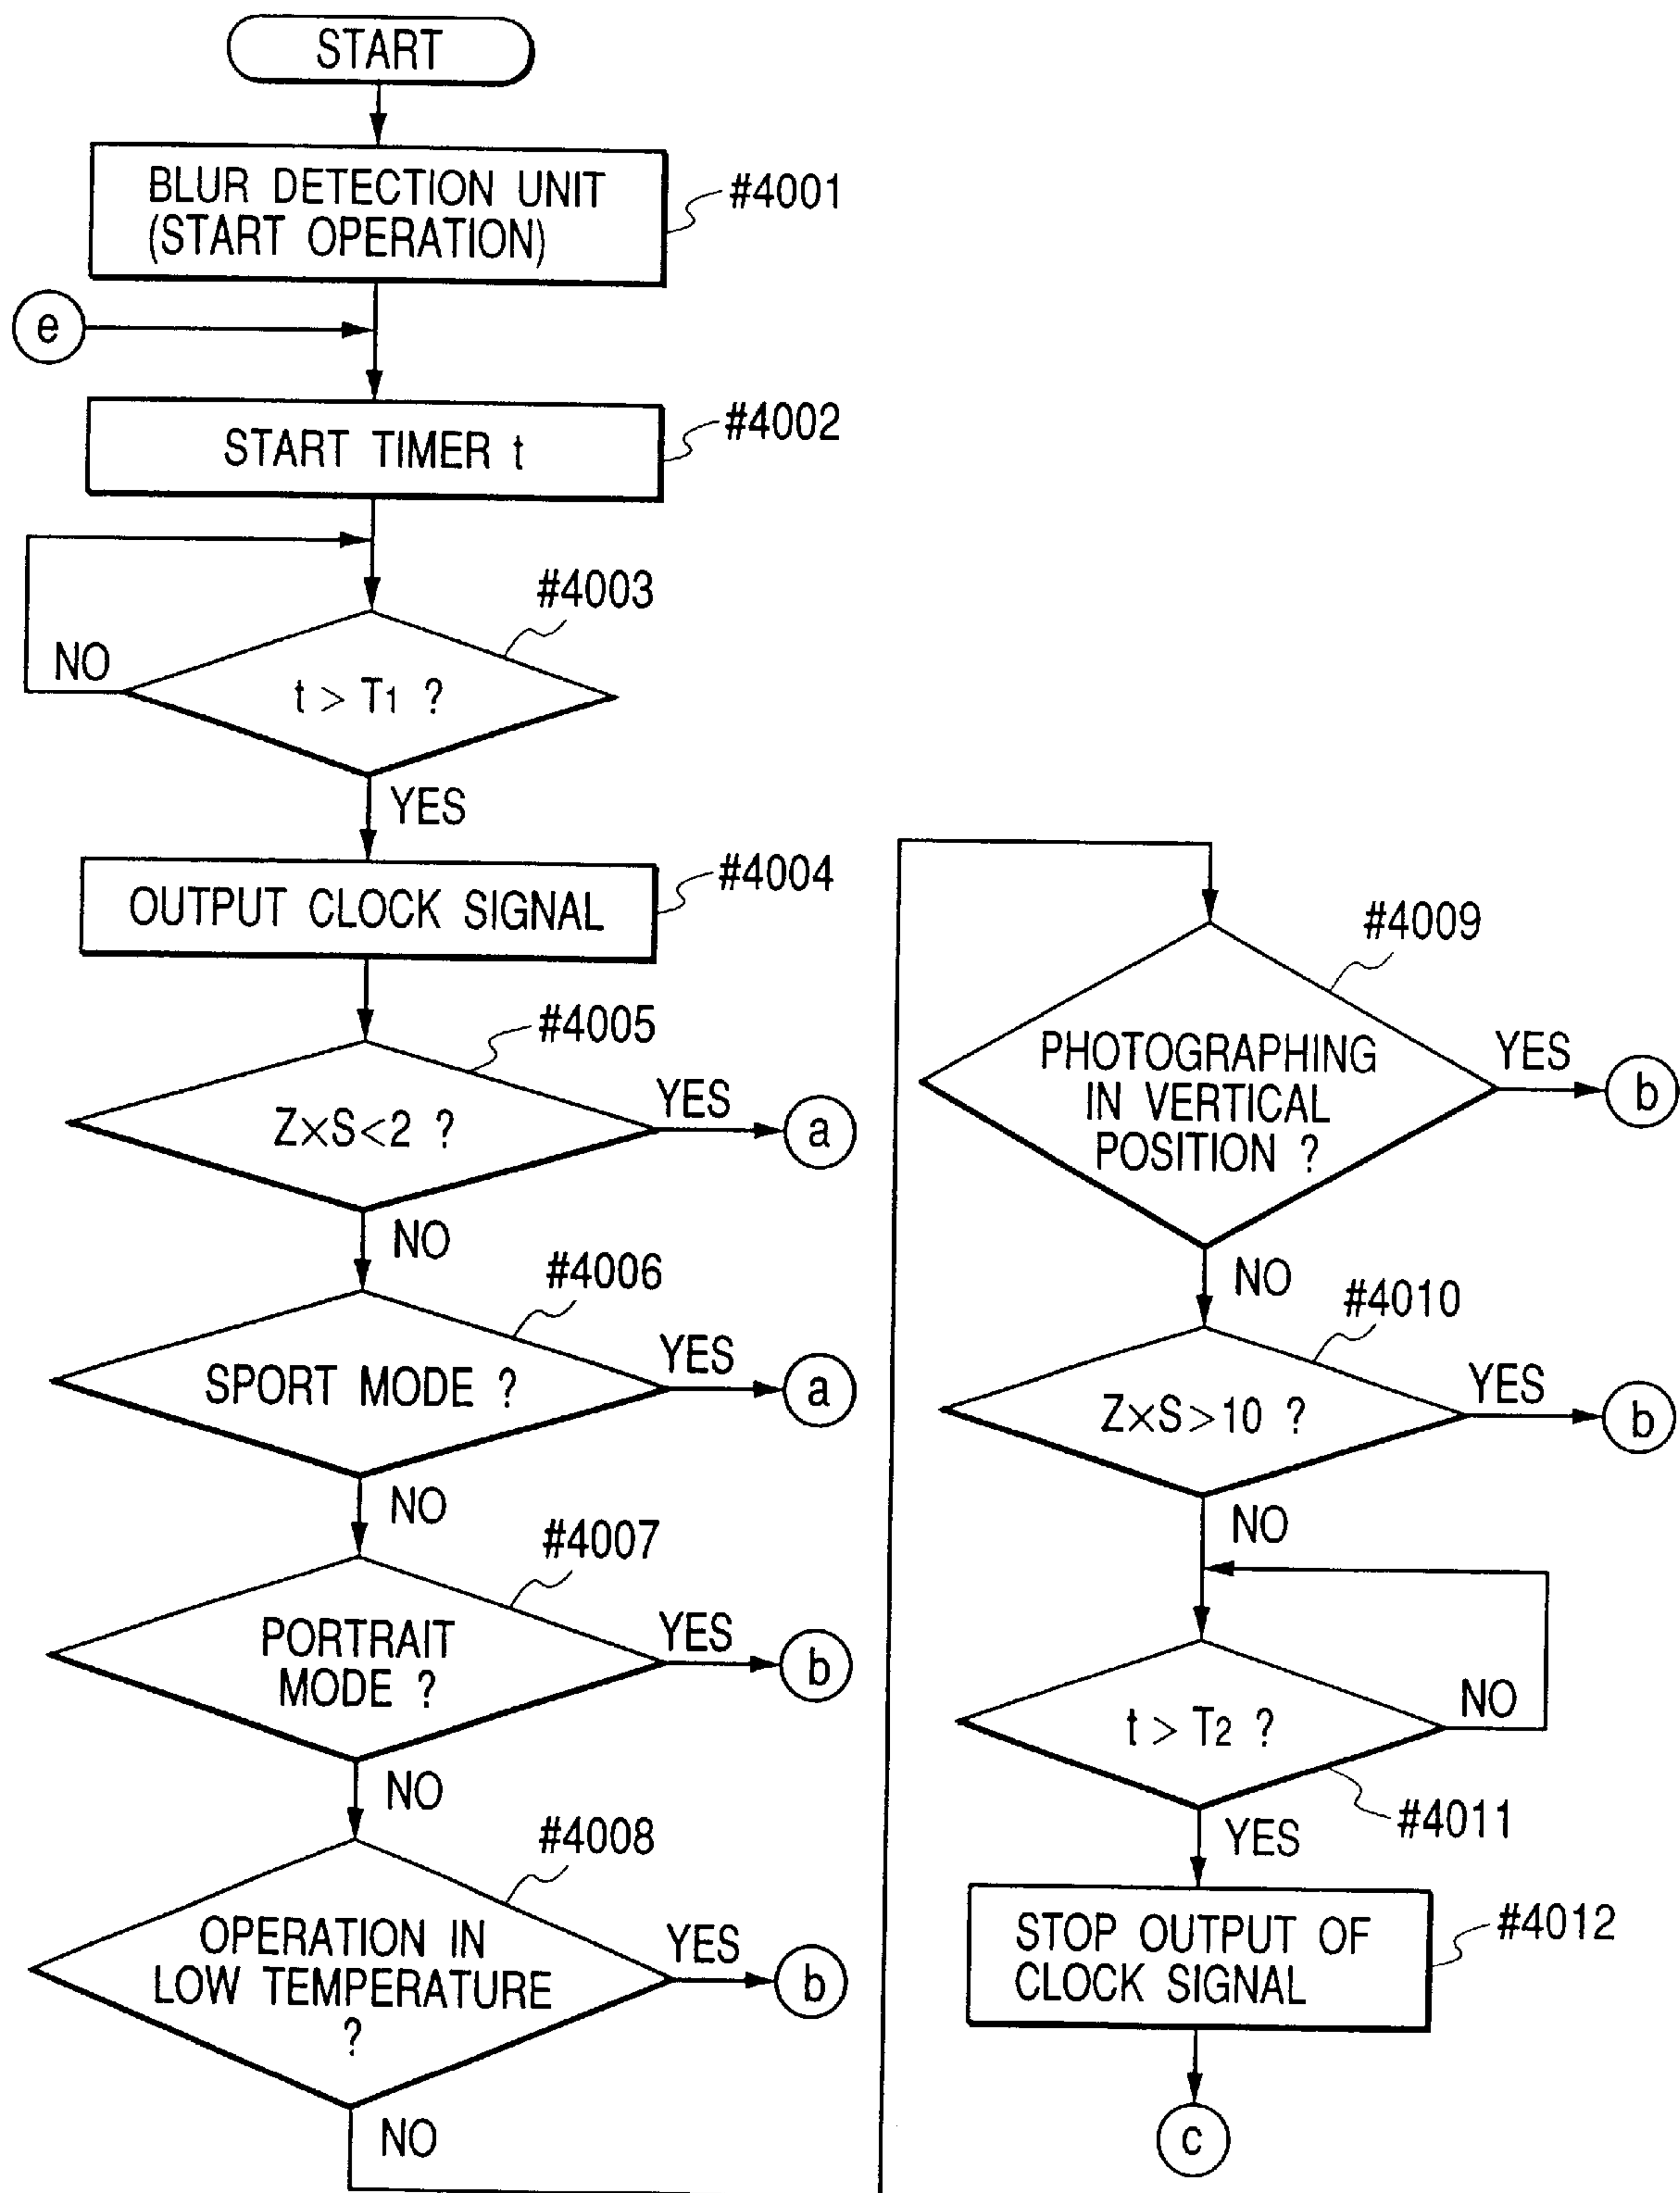 START
BLUR DETECTION UNIT
(START OPERATION)
#4001
e
START TIMER t
#4002
#4003
NO
t > T1 ?
YES
OUTPUT CLOCK SIGNAL
#4004
#4005
Z×S<2 ?
YES
a
NO
#4006
SPORT MODE ?
YES
a
NO
#4007
PORTRAIT
MODE ?
YES
b
NO
#4008
OPERATION IN
LOW TEMPERATURE
?
YES
b
NO
#4009
PHOTOGRAPHING
IN VERTICAL
POSITION ?
YES
b
NO
#4010
Z×S>10 ?
YES
b
NO
t > T2 ?
NO
#4011
YES
STOP OUTPUT OF
CLOCK SIGNAL
#4012
c